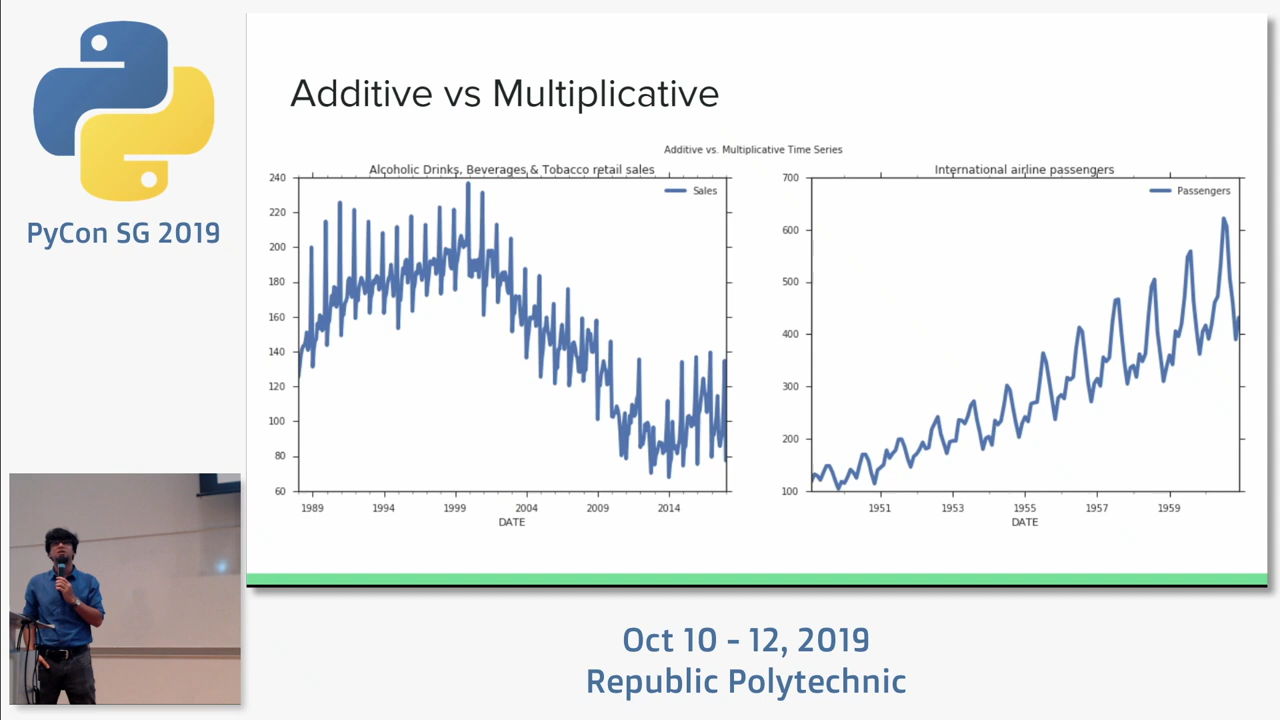 PyCon SG 2019
Additive vs Multiplicative
Additive vs. Multiplicative Time Series
Alcoholic Drinks, Beverages & Tobacco retail sales
Sales
240
220
200
180
160
140
120
100
80
60
1989
1994
1999
2004
2009
2014
DATE
International airline passengers
Passengers
700
600
500
400
300
200
100
1951
1953
1955
1957
1959
DATE
Oct 10 - 12, 2019
Republic Polytechnic